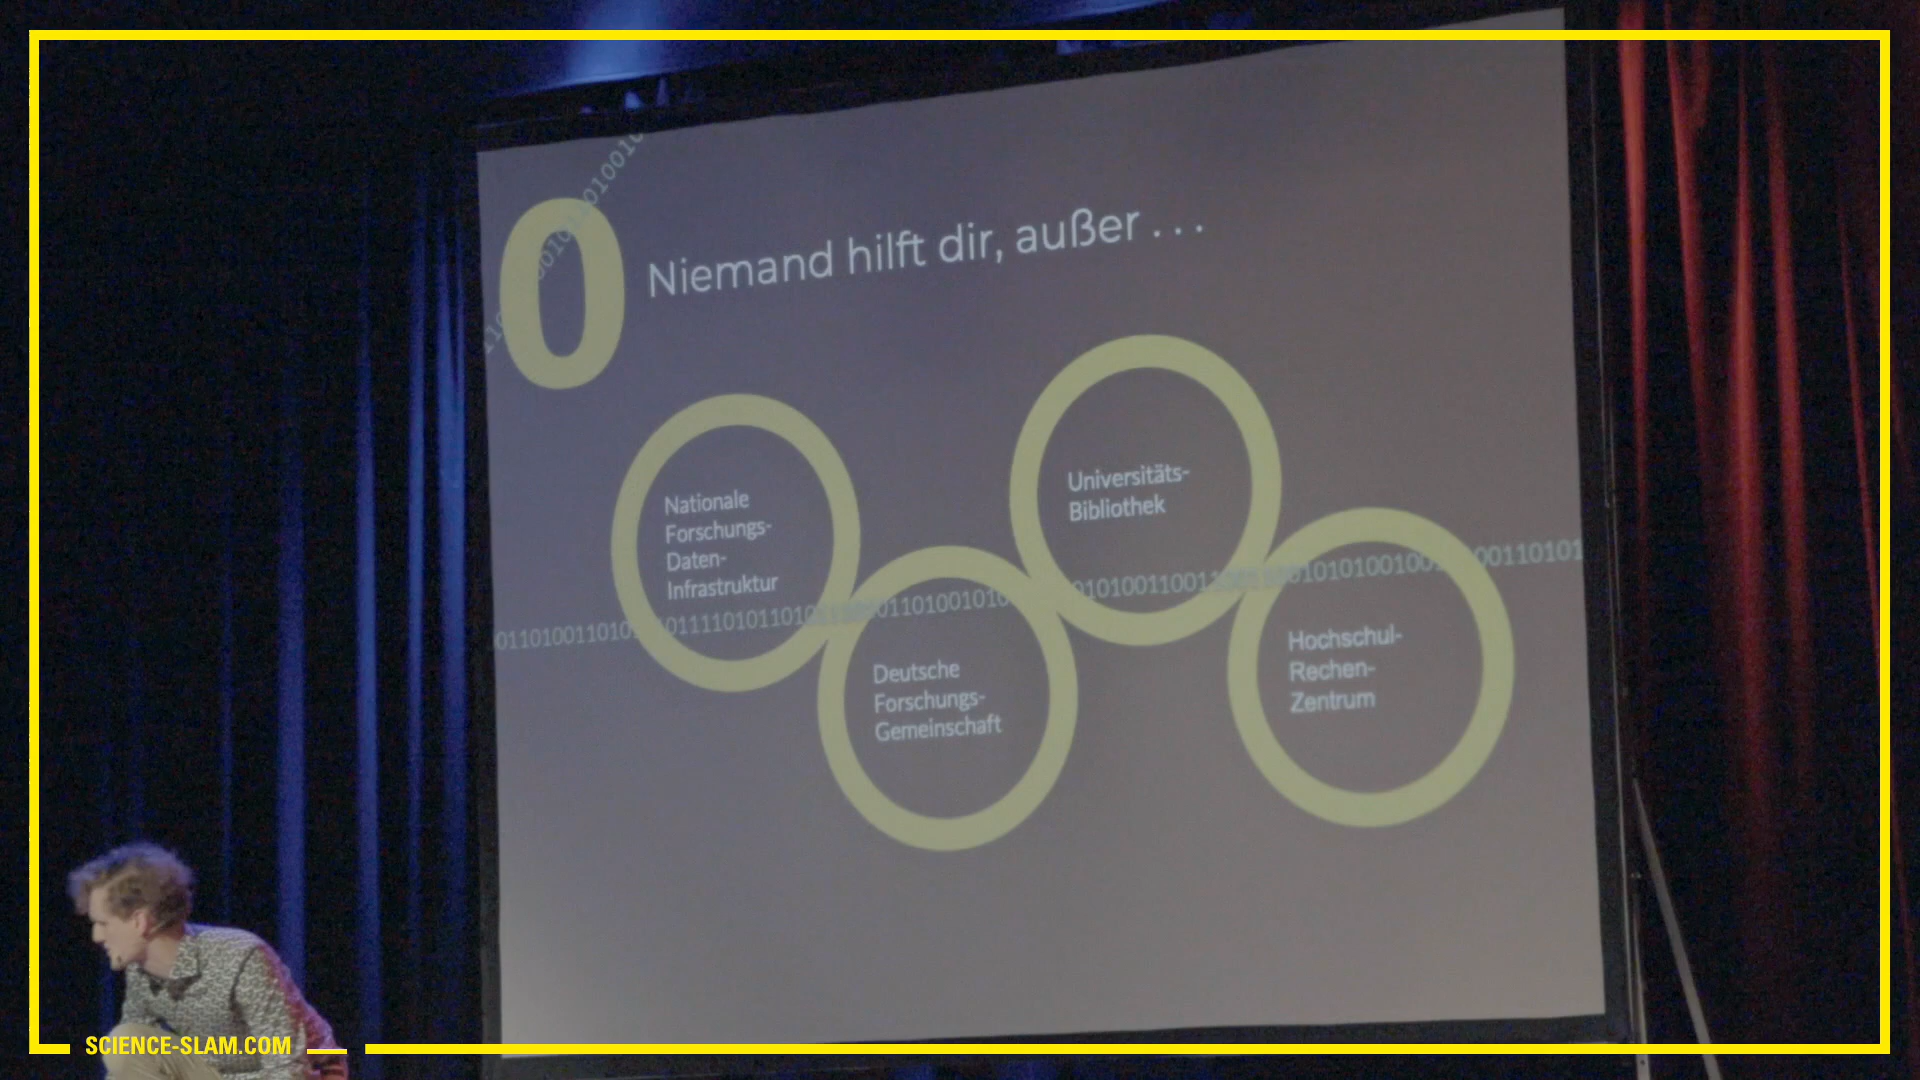 0
Niemand hilft dir, außer ...
Nationale
Forschungs-
Daten-
Infrastruktur
Deutsche
Forschungs-
Gemeinschaft
Universitäts-
Bibliothek
Hochschul-
Rechen-
Zentrum
SCIENCE-SLAM.COM